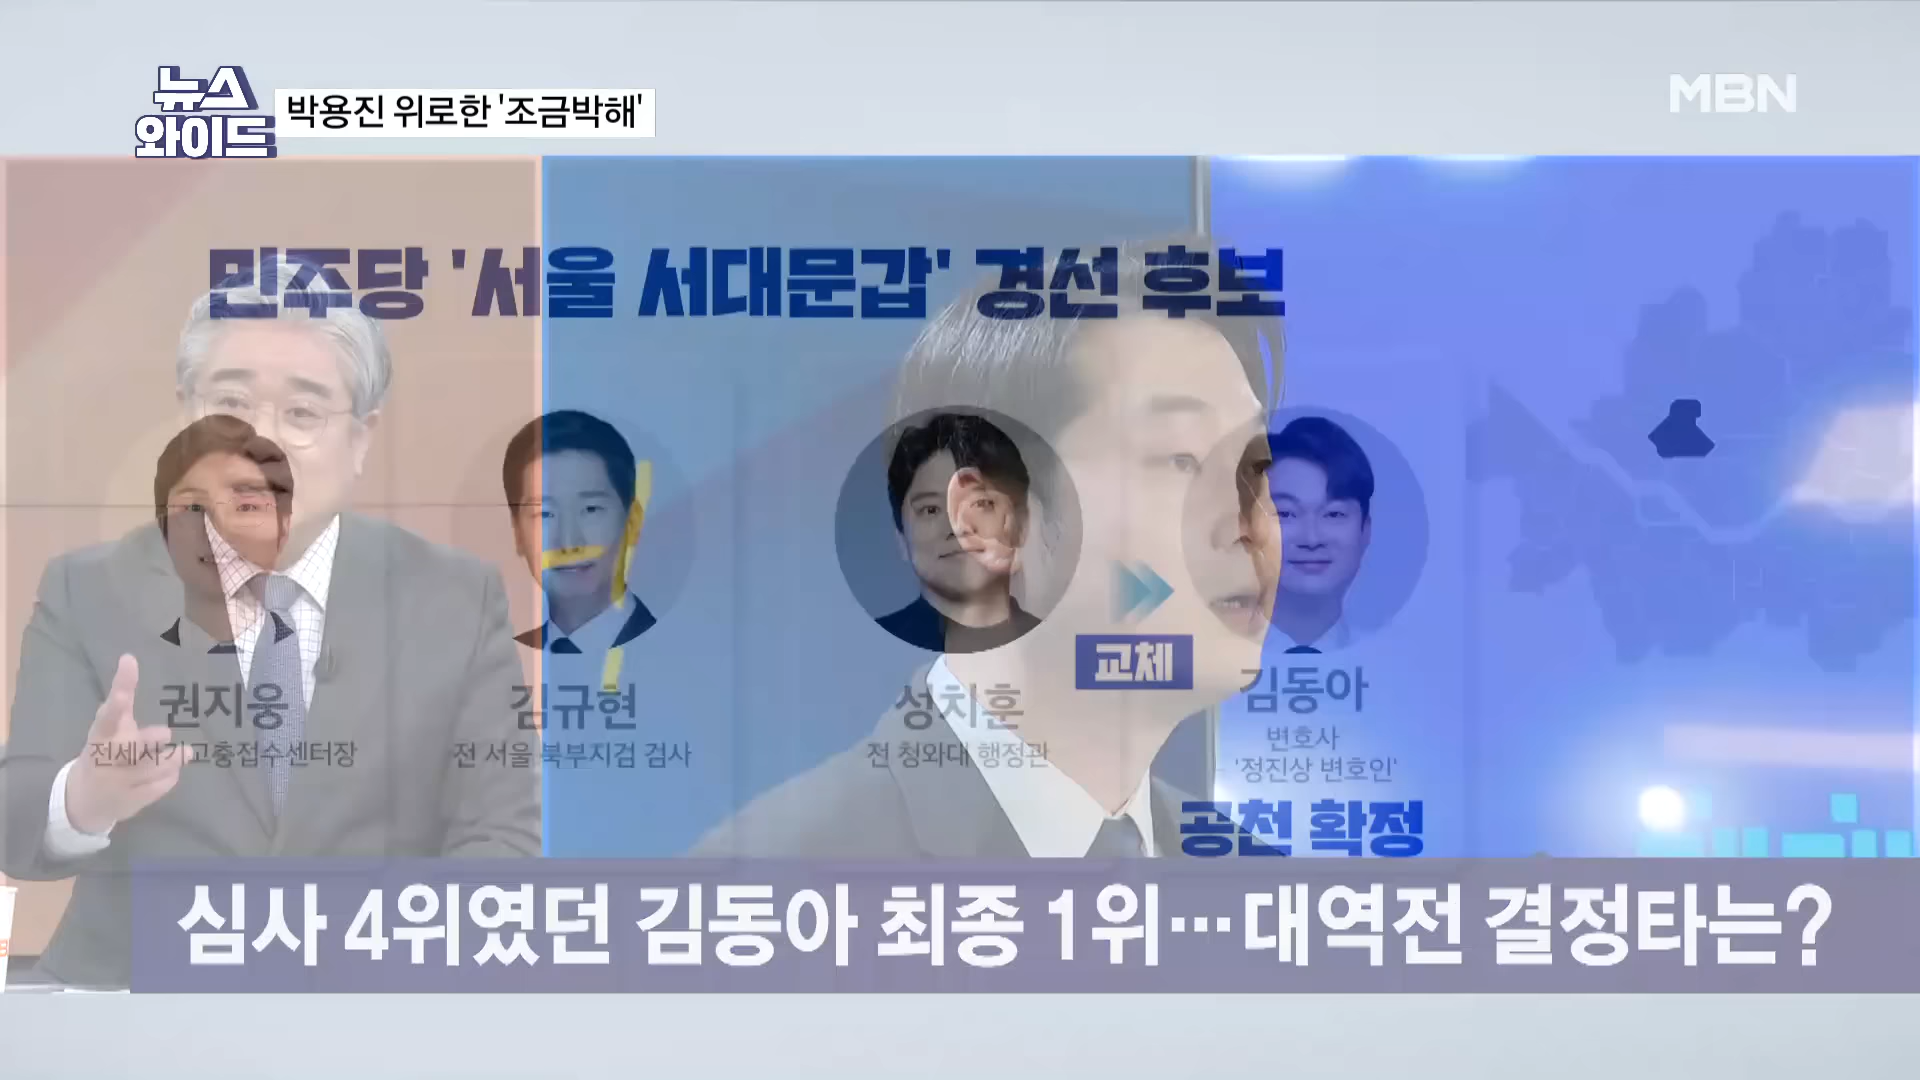 뉴스
와이드
박용진 위로한 '조금박해'
MBN
민주당 '서울 서대문갑' 경선 후보
교체
권지웅
김규현
성치훈
김동아
전세사기고충접수센터장
전 서울 북부지검 검사
전 청와대 행정관
변호사
'정진상 변호인'
공천 확정
심사 4위였던 김동아 최종 1위…대역전 결정타는?